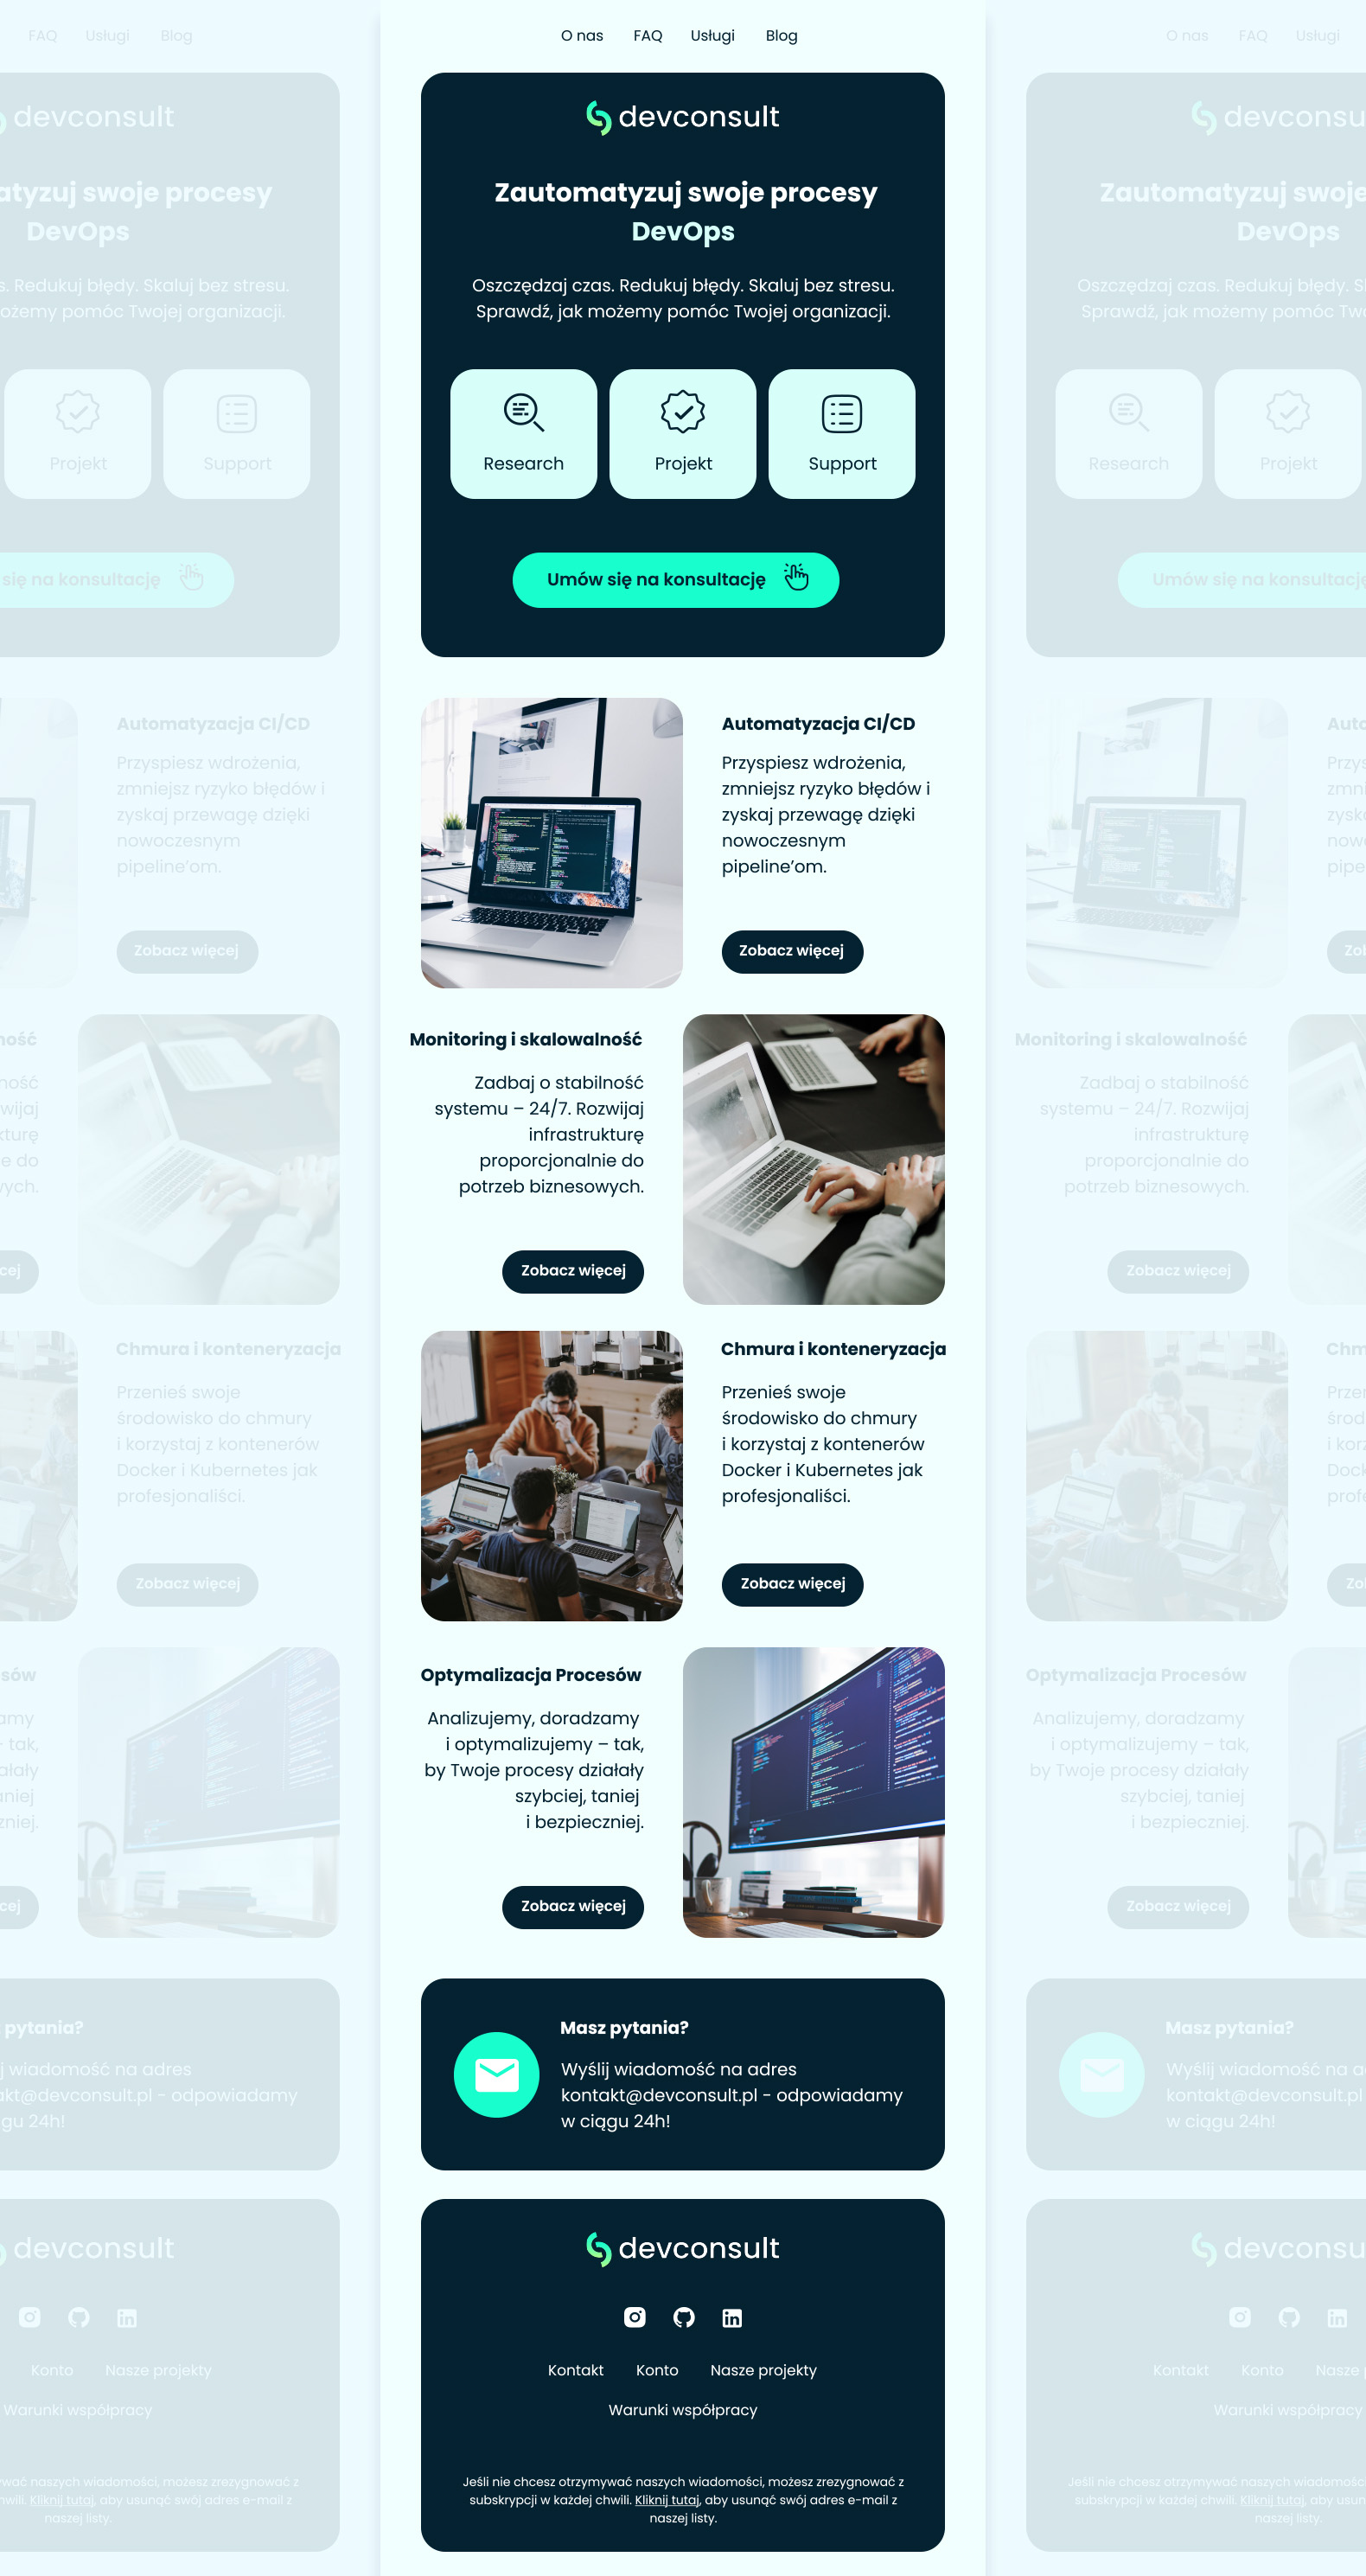 O nas FAQ Usługi Blog
devconsult
Zautomatyzuj swoje procesy
DevOps
Oszczędzaj czas. Redukuj błędy. Skaluj bez stresu.
Sprawdź, jak możemy pomóc Twojej organizacji.
Research Projekt Support
Umów się na konsultację
Automatyzacja CI/CD
Przyspiesz wdrożenia,
zmniejsz ryzyko błędów i
zyskaj przewagę dzięki
nowoczesnym
pipeline’om.
Zobacz więcej
Monitoring i skalowalność
Zadbaj o stabilność
systemu – 24/7. Rozwijaj
infrastrukturę
proporcjonalnie do
potrzeb biznesowych.
Zobacz więcej
Chmura i konteneryzacja
Przenieś swoje
środowisko do chmury
i korzystaj z kontenerów
Docker i Kubernetes jak
profesjonaliści.
Zobacz więcej
Optymalizacja Procesów
Analizujemy, doradzamy
i optymalizujemy – tak,
by Twoje procesy działały
szybciej, taniej
i bezpieczniej.
Zobacz więcej
Masz pytania?
Wyślij wiadomość na adres
kontakt@devconsult.pl - odpowiadamy
w ciągu 24h!
devconsult
Kontakt Konto Nasze projekty
Warunki współpracy
Jeśli nie chcesz otrzymywać naszych wiadomości, możesz zrezygnować z
subskrypcji w każdej chwili. Kliknij tutaj, aby usunąć swój adres e-mail z
naszej listy.